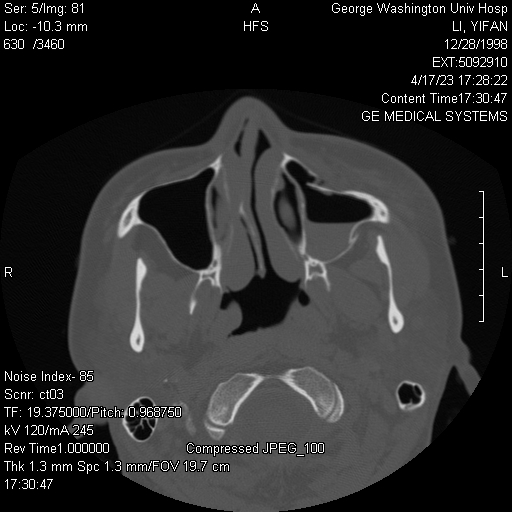 Ser: 5/Img: 81
Loc: -10.3 mm
630 /3460
A
HFS
George Washington Univ Hosp
LI, YIFAN
12/28/1998
EXT:5092910
4/17/23 17:28:22
Content Time17:30:47
GE MEDICAL SYSTEMS
R
L
Noise Index- 85
Scnr: ct03
TF: 19.375000/Pitch: 0.968750
kV 120/mA 245
Rev Time1.000000
Compressed JPEG_100
Thk 1.3 mm Spc 1.3 mm/FOV 19.7 cm
17:30:47